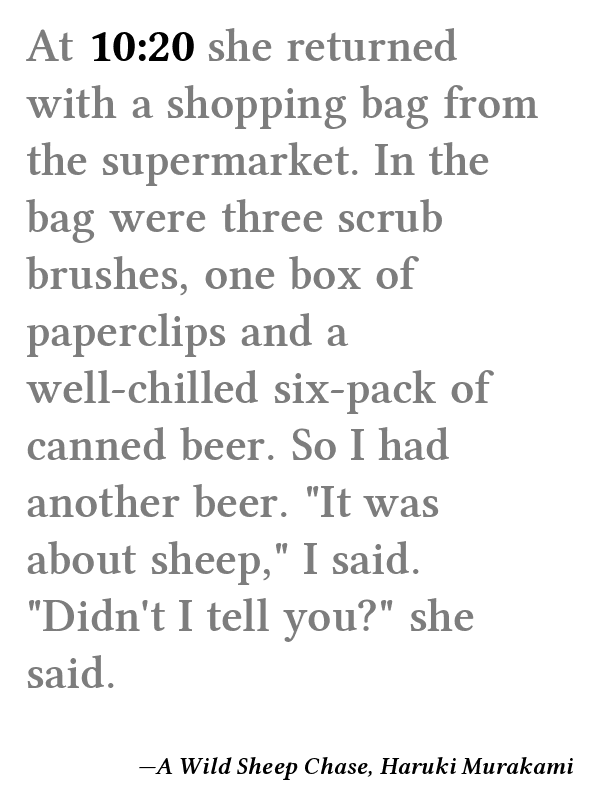 At 10:20 she returned
with a shopping bag from
the supermarket. In the
bag were three scrub
brushes, one box of
paperclips and a
well-chilled six-pack of
canned beer. So I had
another beer. "It was
about sheep," I said.
"Didn't I tell you?" she
said.
—A Wild Sheep Chase, Haruki Murakami